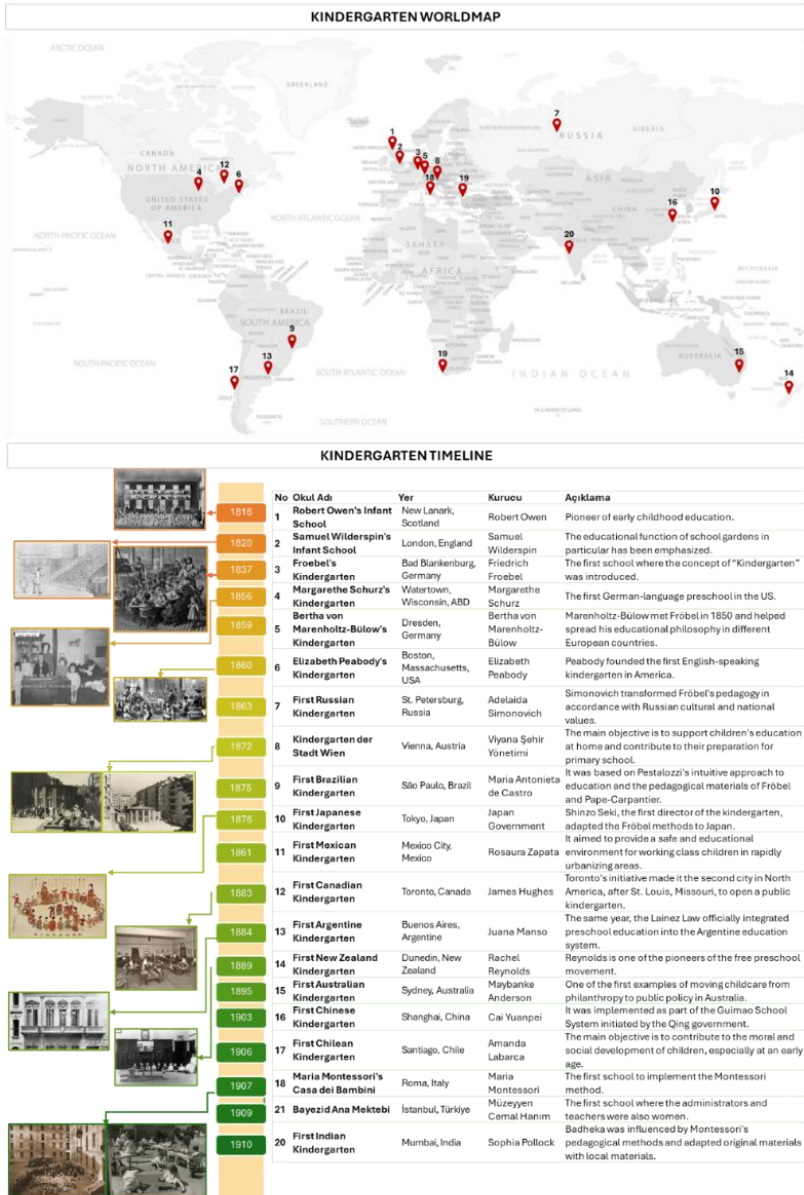 KINDERGARTEN WORLDMAP
ARCTIC OCEAN
GREENLAND
RUSSIA
SIBERIA
CANADA
NORTH AMERICA
UNITED STATES
OF AMERICA
ASIA
CHINA
NORTH PACIFIC OCEAN
NORTH ATLANTIC OCEAN
SAHARA
AFRICA
MICRONESIA
BRAZIL
SOUTH AMERICA
SOUTH PACIFIC OCEAN
SOUTH ATLANTIC OCEAN
INDIAN OCEAN
AUSTRALIA
CHILE
ARGENTINA
SOUTHERN OCEAN
1
2
3
5
8
18
19
7
4
12
6
11
16
10
20
9
13
17
19
15
14
KINDERGARTEN TIMELINE
No Okul Adı Yer Kurucu Açıklama
1816
1 Robert Owen's Infant School New Lanark, Scotland Robert Owen Pioneer of early childhood education.
1820
2 Samuel Wilderspin's Infant School London, England Samuel Wilderspin The educational function of school gardens in particular has been emphasized.
1837
3 Froebel's Kindergarten Bad Blankenburg, Germany Friedrich Froebel The first school where the concept of "Kindergarten" was introduced.
1856
4 Margarethe Schurz's Kindergarten Watertown, Wisconsin, ABD Margarethe Schurz The first German-language preschool in the US.
1859
5 Bertha von Marenholtz-Bülow's Kindergarten Dresden, Germany Bertha von Marenholtz-Bülow Marenholtz-Bülow met Fröbel in 1850 and helped spread his educational philosophy in different European countries.
1860
6 Elizabeth Peabody's Kindergarten Boston, Massachusetts, USA Elizabeth Peabody Peabody founded the first English-speaking kindergarten in America.
1863
7 First Russian Kindergarten St. Petersburg, Russia Adelaida Simonovich Simonovich transformed Fröbel's pedagogy in accordance with Russian cultural and national values.
1872
8 Kindergarten der Stadt Wien Vienna, Austria Viyana Şehir Yönetimi The main objective is to support children's education at home and contribute to their preparation for primary school.
1875
9 First Brazilian Kindergarten São Paulo, Brazil Maria Antonieta de Castro It was based on Pestalozzi's intuitive approach to education and the pedagogical materials of Fröbel and Pape-Carpantier.
1876
10 First Japanese Kindergarten Tokyo, Japan Japan Government Shinzo Seki, the first director of the kindergarten, adapted the Fröbel methods to Japan.
1861
11 First Mexican Kindergarten Mexico City, Mexico Rosaura Zapata It aimed to provide a safe and educational environment for working class children in rapidly urbanizing areas.
1883
12 First Canadian Kindergarten Toronto, Canada James Hughes Toronto's initiative made it the second city in North America, after St. Louis, Missouri, to open a public kindergarten.
1884
13 First Argentine Kindergarten Buenos Aires, Argentine Juana Manso The same year, the Lainez Law officially integrated preschool education into the Argentine education system.
1889
14 First New Zealand Kindergarten Dunedin, New Zealand Rachel Reynolds Reynolds is one of the pioneers of the free preschool movement.
1895
15 First Australian Kindergarten Sydney, Australia Maybanke Anderson One of the first examples of moving childcare from philanthropy to public policy in Australia.
1903
16 First Chinese Kindergarten Shanghai, China Cai Yuanpei It was implemented as part of the Guimao School System initiated by the Qing government.
1906
17 First Chilean Kindergarten Santiago, Chile Amanda Labarca The main objective is to contribute to the moral and social development of children, especially at an early age.
1907
18 Maria Montessori's Casa dei Bambini Roma, Italy Maria Montessori The first school to implement the Montessori method.
1909
21 Bayezid Ana Mektebi İstanbul, Türkiye Müzeyyen Cemal Hanım The first school where the administrators and teachers were also women.
1910
20 First Indian Kindergarten Mumbai, India Sophia Pollock Badheka was influenced by Montessori's pedagogical methods and adapted original materials with local materials.